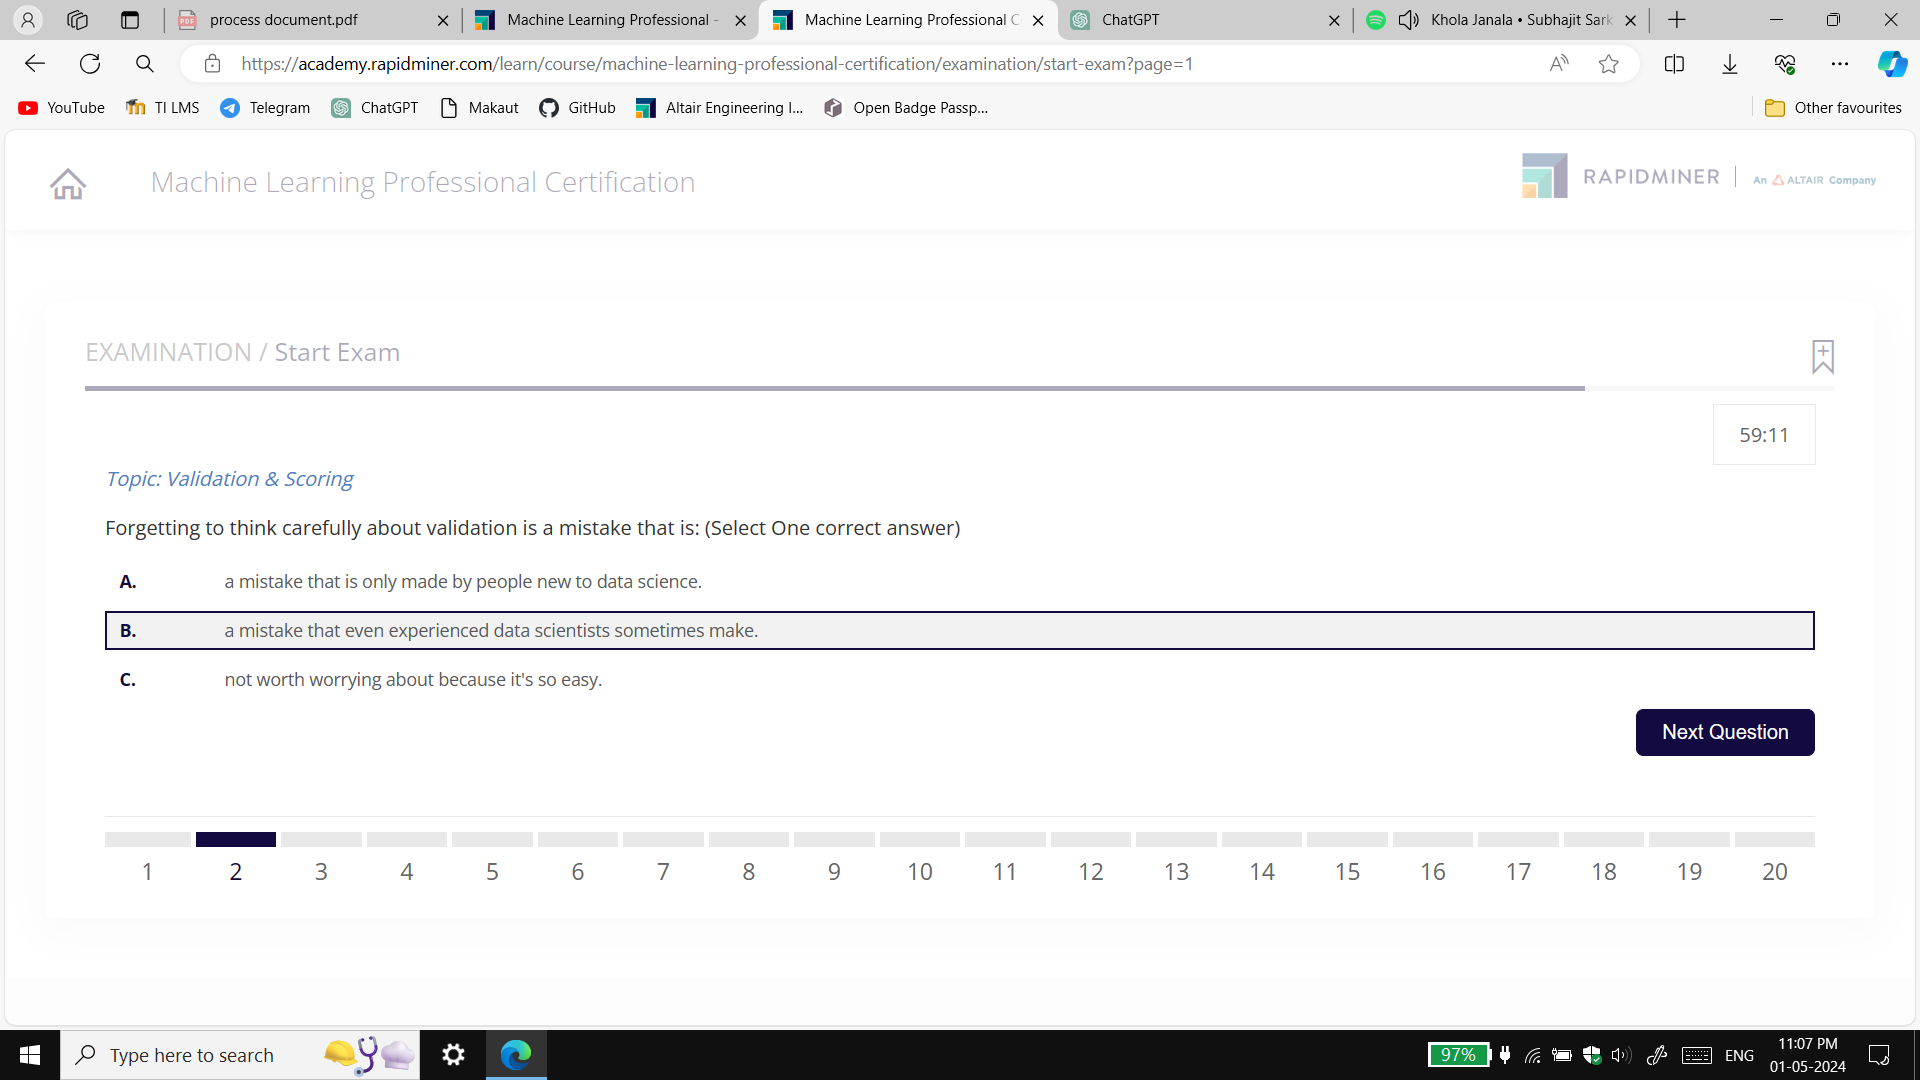 process document.pdf
Machine Learning Professional -
Machine Learning Professional C
ChatGPT
Khola Janala • Subhajit Sark
https://academy.rapidminer.com/learn/course/machine-learning-professional-certification/examination/start-exam?page=1
YouTube
TI LMS
Telegram
ChatGPT
Makaut
GitHub
Altair Engineering I...
Open Badge Passp...
Other favourites
Machine Learning Professional Certification
RAPIDMINER
An ALTAIR Company
EXAMINATION / Start Exam
59:11
Topic: Validation & Scoring
Forgetting to think carefully about validation is a mistake that is: (Select One correct answer)
A. a mistake that is only made by people new to data science.
B. a mistake that even experienced data scientists sometimes make.
C. not worth worrying about because it's so easy.
Next Question
1 2 3 4 5 6 7 8 9 10 11 12 13 14 15 16 17 18 19 20
Type here to search
97%
ENG
11:07 PM
01-05-2024